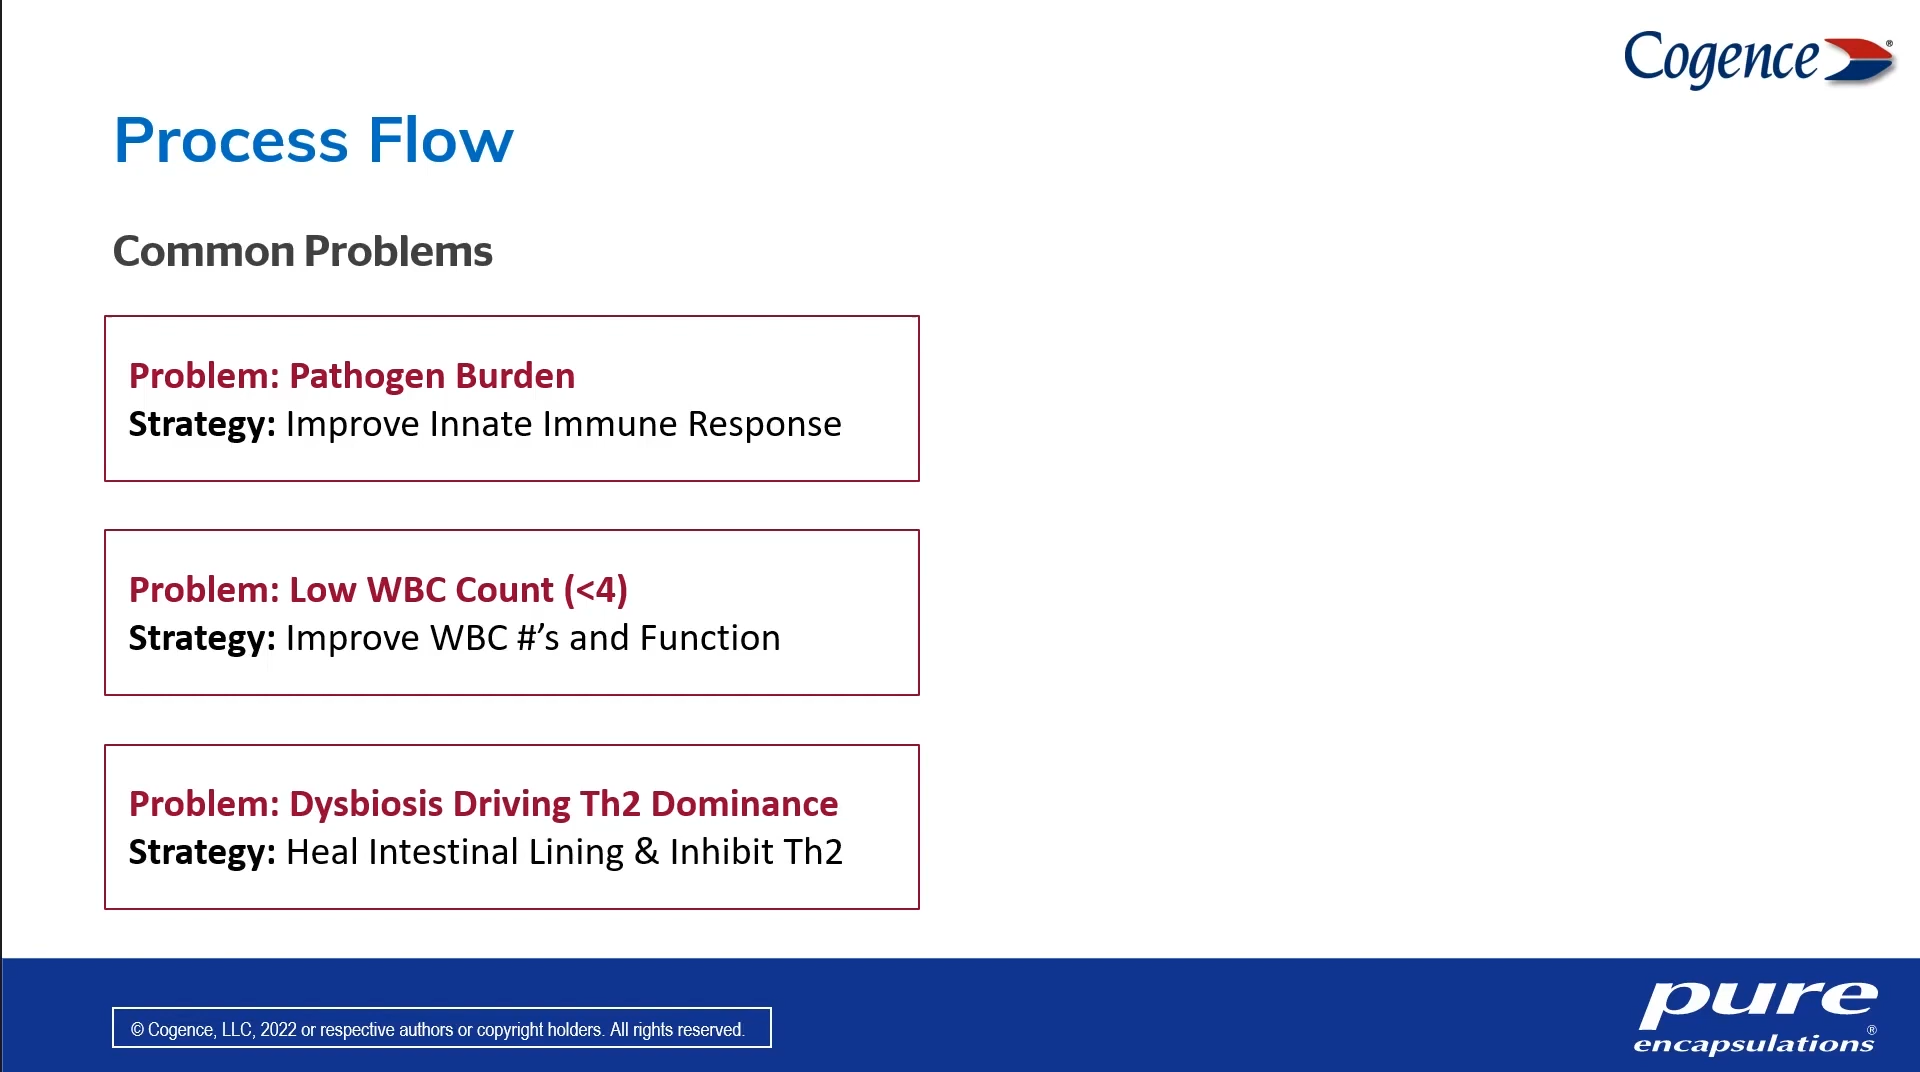 Cogence®
Process Flow
Common Problems
Problem: Pathogen Burden
Strategy: Improve Innate Immune Response
Problem: Low WBC Count (<4)
Strategy: Improve WBC #’s and Function
Problem: Dysbiosis Driving Th2 Dominance
Strategy: Heal Intestinal Lining & Inhibit Th2
© Cogence, LLC, 2022 or respective authors or copyright holders. All rights reserved.
pure
encapsulations®